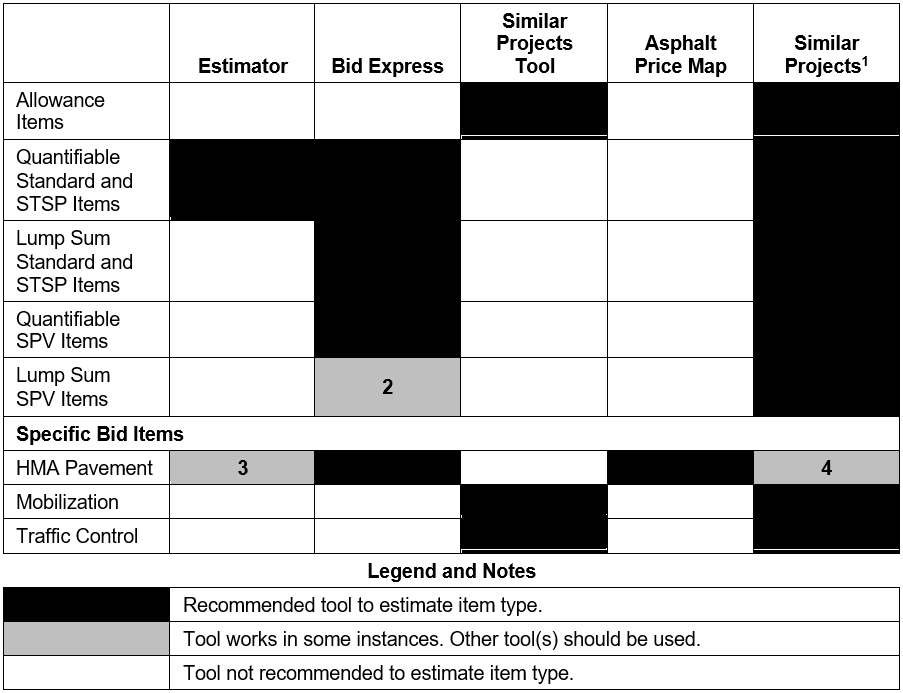 Similar
Projects
Tool
Asphalt
Price Map
Similar
Projects1
Estimator
Bid Express
Allowance
Items
Quantifiable
Standard and
STSP Items
Lump Sum
Standard and
STSP Items
Quantifiable
SPV Items
Lump Sum
SPV Items
2
Specific Bid Items
HMA Pavement
3
4
Mobilization
Traffic Control
Legend and Notes
Recommended tool to estimate item type.
Tool works in some instances. Other tool(s) should be used.
Tool not recommended to estimate item type.